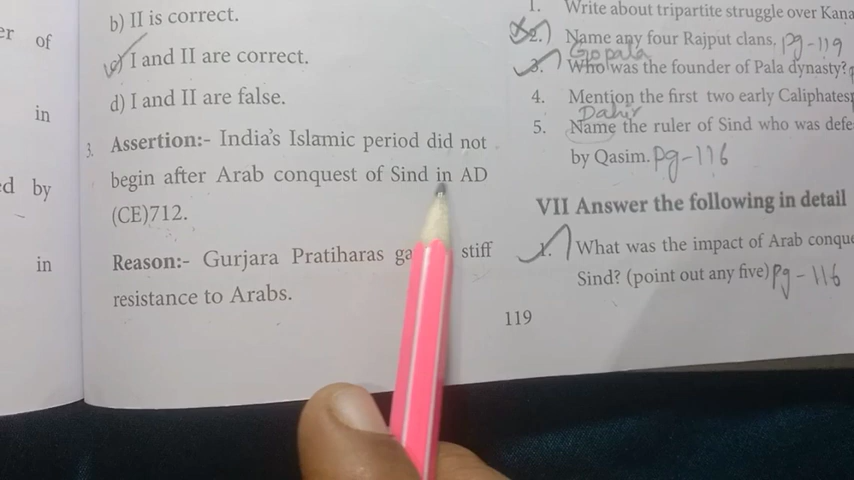 er of
in
ed by
in
b) II is correct.
c) I and II are correct.
d) I and II are false.
3. Assertion:- India's Islamic period did not
begin after Arab conquest of Sind in AD
(CE)712.
Reason:- Gurjara Pratiharas ga stiff
resistance to Arabs.
1. Write about tripartite struggle over Kana
2. Name any four Rajput clans, Pg-119
Gopala
3. Who was the founder of Pala dynasty?
4. Mention the first two early Caliphates
Dahir
5. Name the ruler of Sind who was defe
by Qasim. Pg-116
VII Answer the following in detail
1. What was the impact of Arab conque
Sind? (point out any five) Pg-116
119